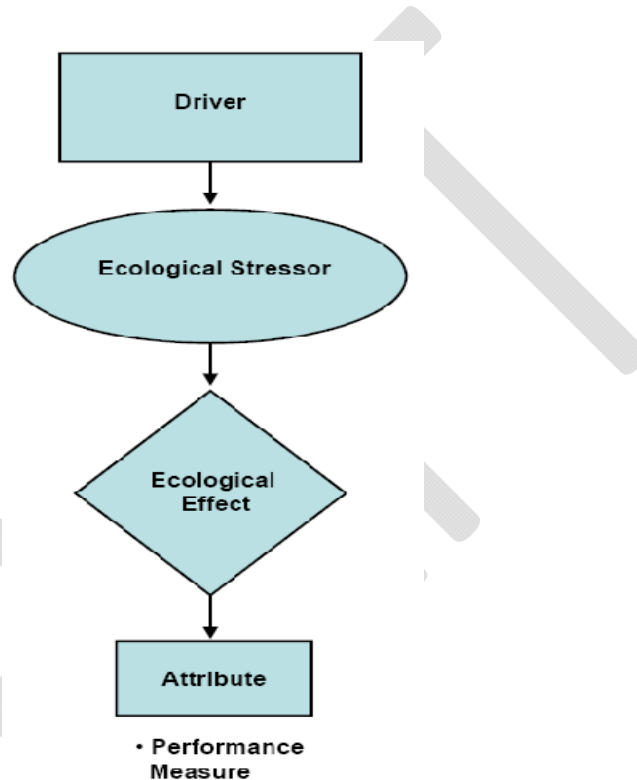 Driver
Ecological Stressor
Ecological
Effect
Attribute
• Performance
Measure